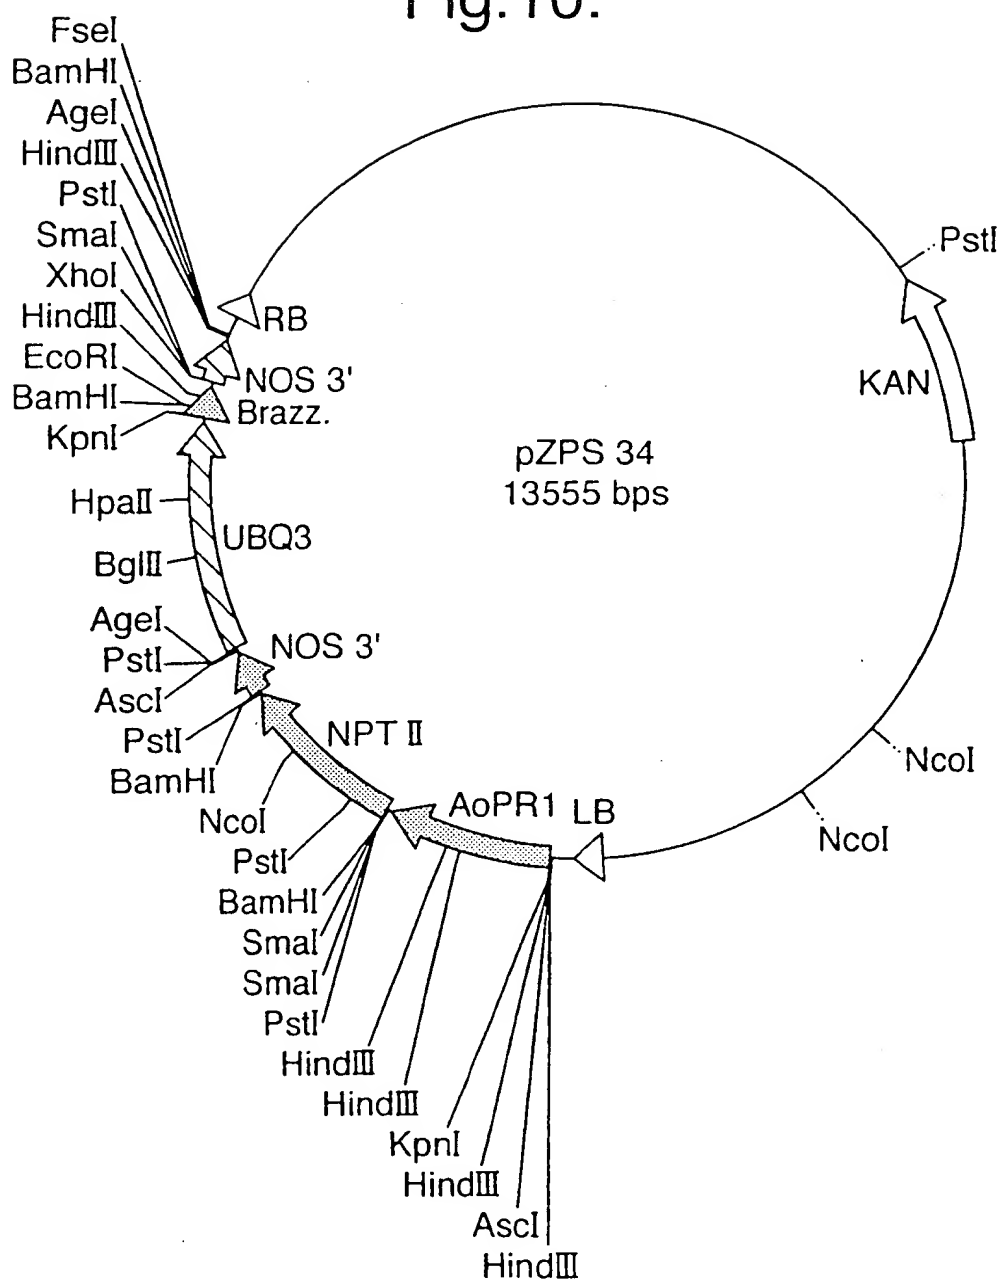 Fig.10.
FseI
BamHI
AgeI
HindIII
PstI
SmaI
XhoI
HindIII
EcoRI
BamHI
KpnI
HpaII
BglII
AgeI
PstI
AscI
PstI
BamHI
NcoI
PstI
BamHI
SmaI
SmaI
PstI
HindIII
HindIII
KpnI
HindIII
AscI
HindIII
RB
NOS 3'
Brazz.
UBQ3
NOS 3'
NPT II
AoPR1
LB
pZPS 34
13555 bps
PstI
KAN
NcoI
NcoI